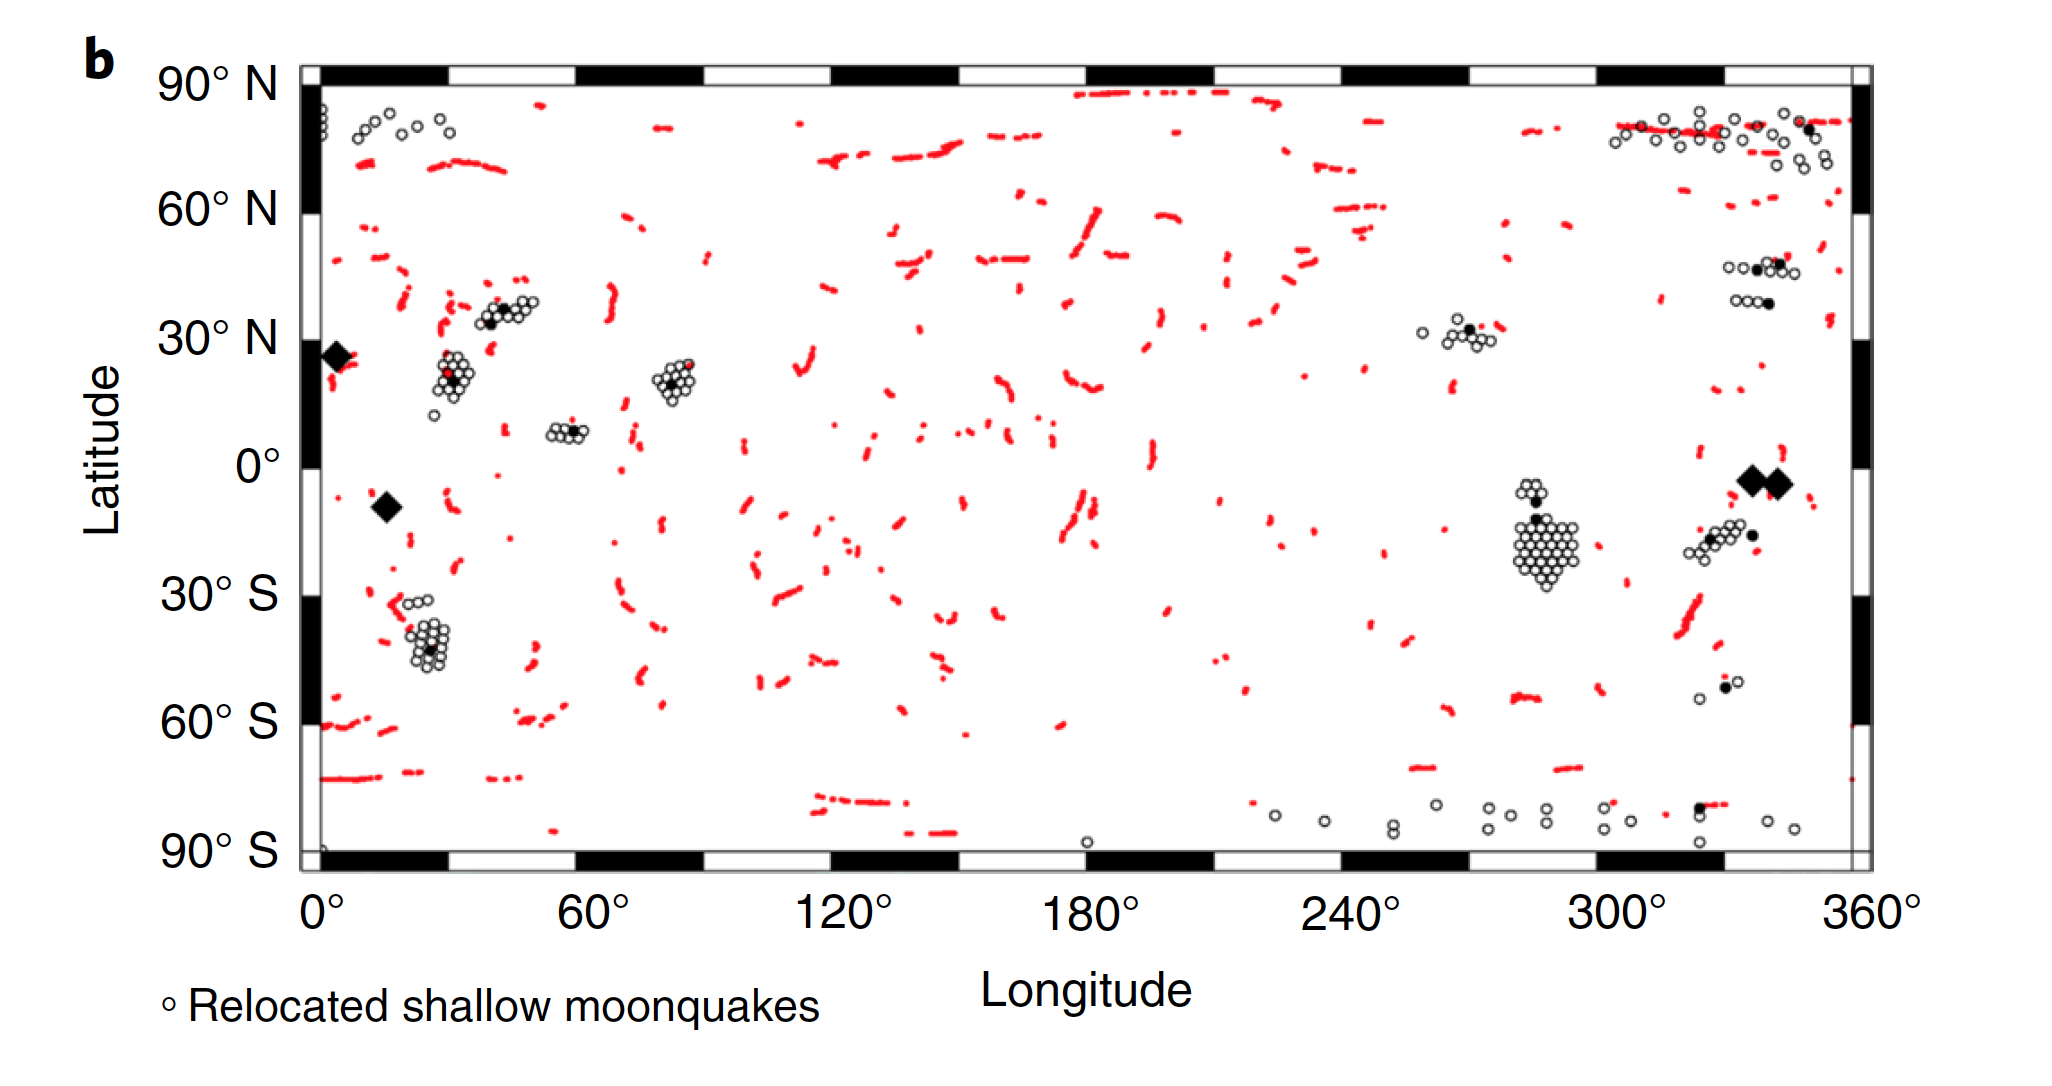 b
90° N
60° N
30° N
0°
30° S
60° S
90° S
Latitude
0° 60° 120° 180° 240° 300° 360°
Longitude
Relocated shallow moonquakes